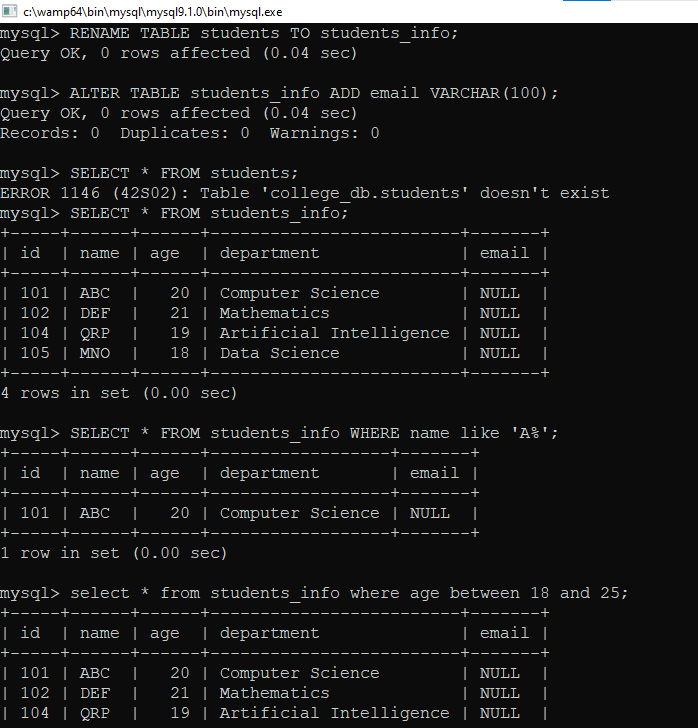 c:\wamp64\bin\mysql\mysql9.1.0\bin\mysql.exe
mysql> RENAME TABLE students TO students_info;
Query OK, 0 rows affected (0.04 sec)
mysql> ALTER TABLE students_info ADD email VARCHAR(100);
Query OK, 0 rows affected (0.04 sec)
Records: 0  Duplicates: 0  Warnings: 0
mysql> SELECT * FROM students;
ERROR 1146 (42S02): Table 'college_db.students' doesn't exist
mysql> SELECT * FROM students_info;
+-----+------+------+-------------------------+-------+
| id  | name | age  | department              | email |
+-----+------+------+-------------------------+-------+
| 101 | ABC  |   20 | Computer Science        | NULL  |
| 102 | DEF  |   21 | Mathematics             | NULL  |
| 104 | QRP  |   19 | Artificial Intelligence | NULL  |
| 105 | MNO  |   18 | Data Science            | NULL  |
+-----+------+------+-------------------------+-------+
4 rows in set (0.00 sec)
mysql> SELECT * FROM students_info WHERE name like 'A%';
+-----+------+------+------------------+-------+
| id  | name | age  | department       | email |
+-----+------+------+------------------+-------+
| 101 | ABC  |   20 | Computer Science | NULL  |
+-----+------+------+------------------+-------+
1 row in set (0.00 sec)
mysql> select * from students_info where age between 18 and 25;
+-----+------+------+-------------------------+-------+
| id  | name | age  | department              | email |
+-----+------+------+-------------------------+-------+
| 101 | ABC  |   20 | Computer Science        | NULL  |
| 102 | DEF  |   21 | Mathematics             | NULL  |
| 104 | QRP  |   19 | Artificial Intelligence | NULL  |